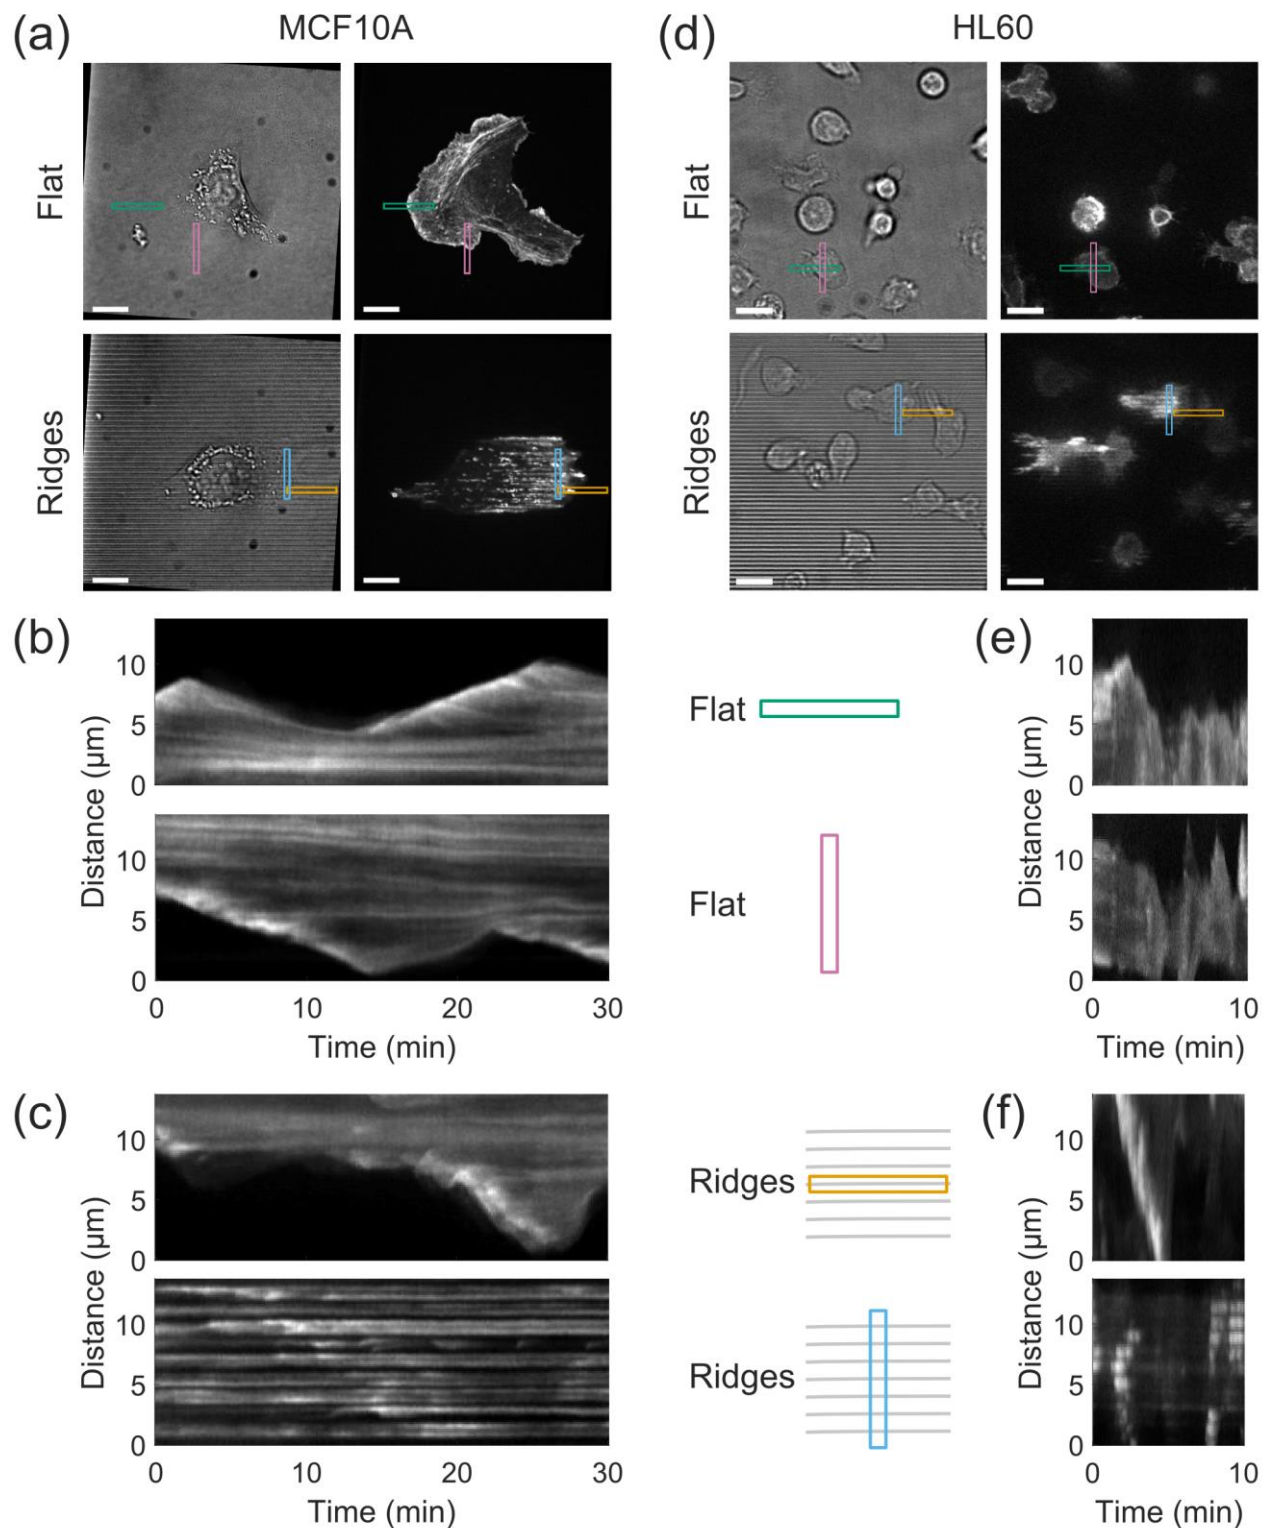 (a) MCF10A
(d) HL60
Flat
Flat
Ridges
Ridges
(b)
10
5
0
Distance (µm)
10
5
0
0 10 20 30
Time (min)
Flat
Flat
(e)
10
5
0
Distance (µm)
10
5
0
0 10
Time (min)
(c)
10
5
0
Distance (µm)
10
5
0
0 10 20 30
Time (min)
Ridges
Ridges
(f)
10
5
0
Distance (µm)
10
5
0
0 10
Time (min)